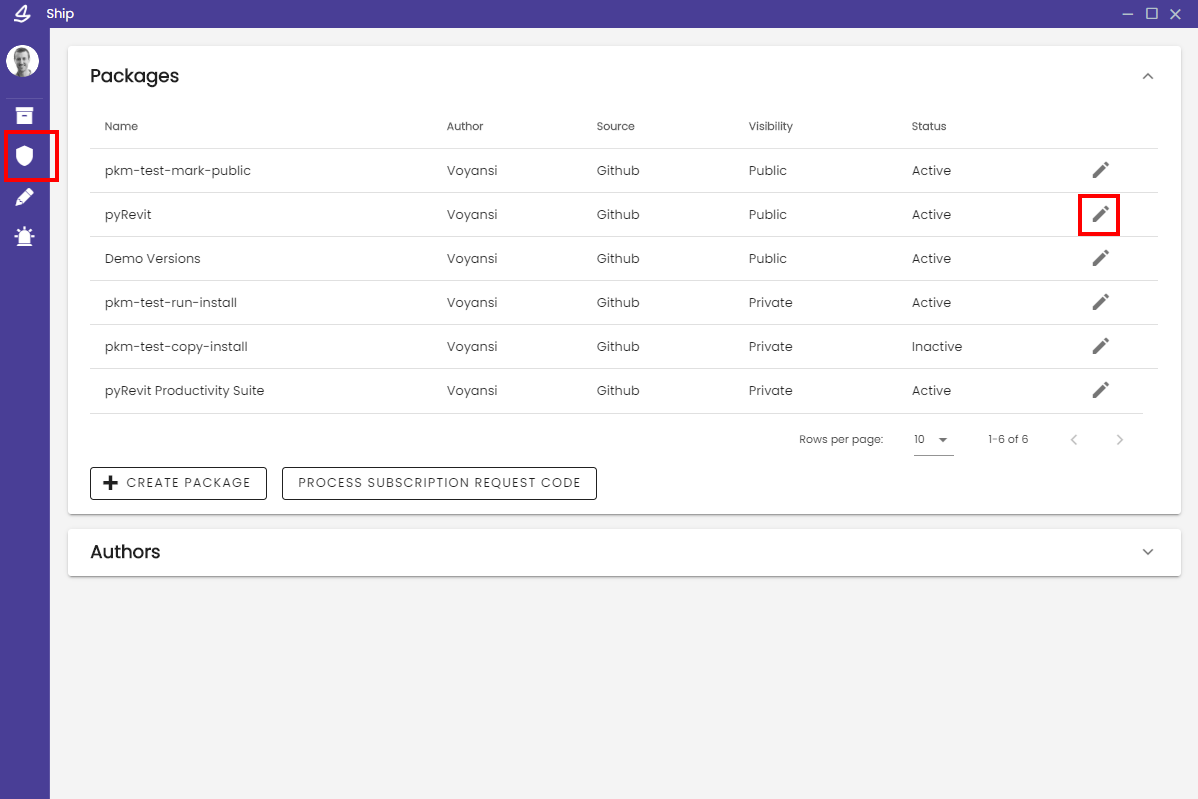 Ship
Packages
Name Author Source Visibility Status
pkm-test-mark-public Voyansi Github Public Active
pyRevit Voyansi Github Public Active
Demo Versions Voyansi Github Public Active
pkm-test-run-install Voyansi Github Private Active
pkm-test-copy-install Voyansi Github Private Inactive
pyRevit Productivity Suite Voyansi Github Private Active
Rows per page: 10 1-6 of 6
CREATE PACKAGE PROCESS SUBSCRIPTION REQUEST CODE
Authors